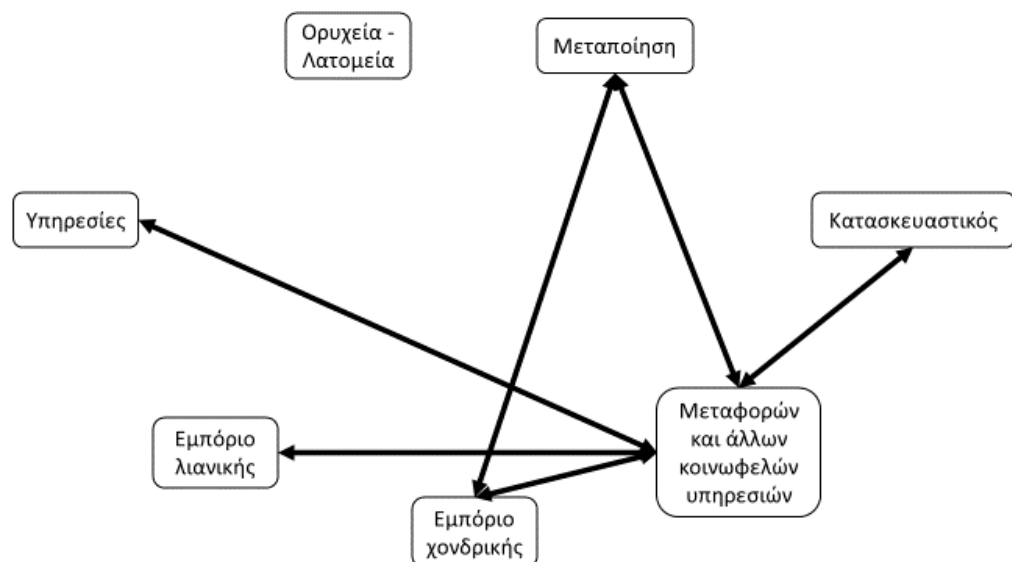 Ορυχεία -
Λατομεία
Μεταποίηση
Υπηρεσίες
Κατασκευαστικός
Εμπόριο
λιανικής
Μεταφορών
και άλλων
κοινωφελών
υπηρεσιών
Εμπόριο
χονδρικής